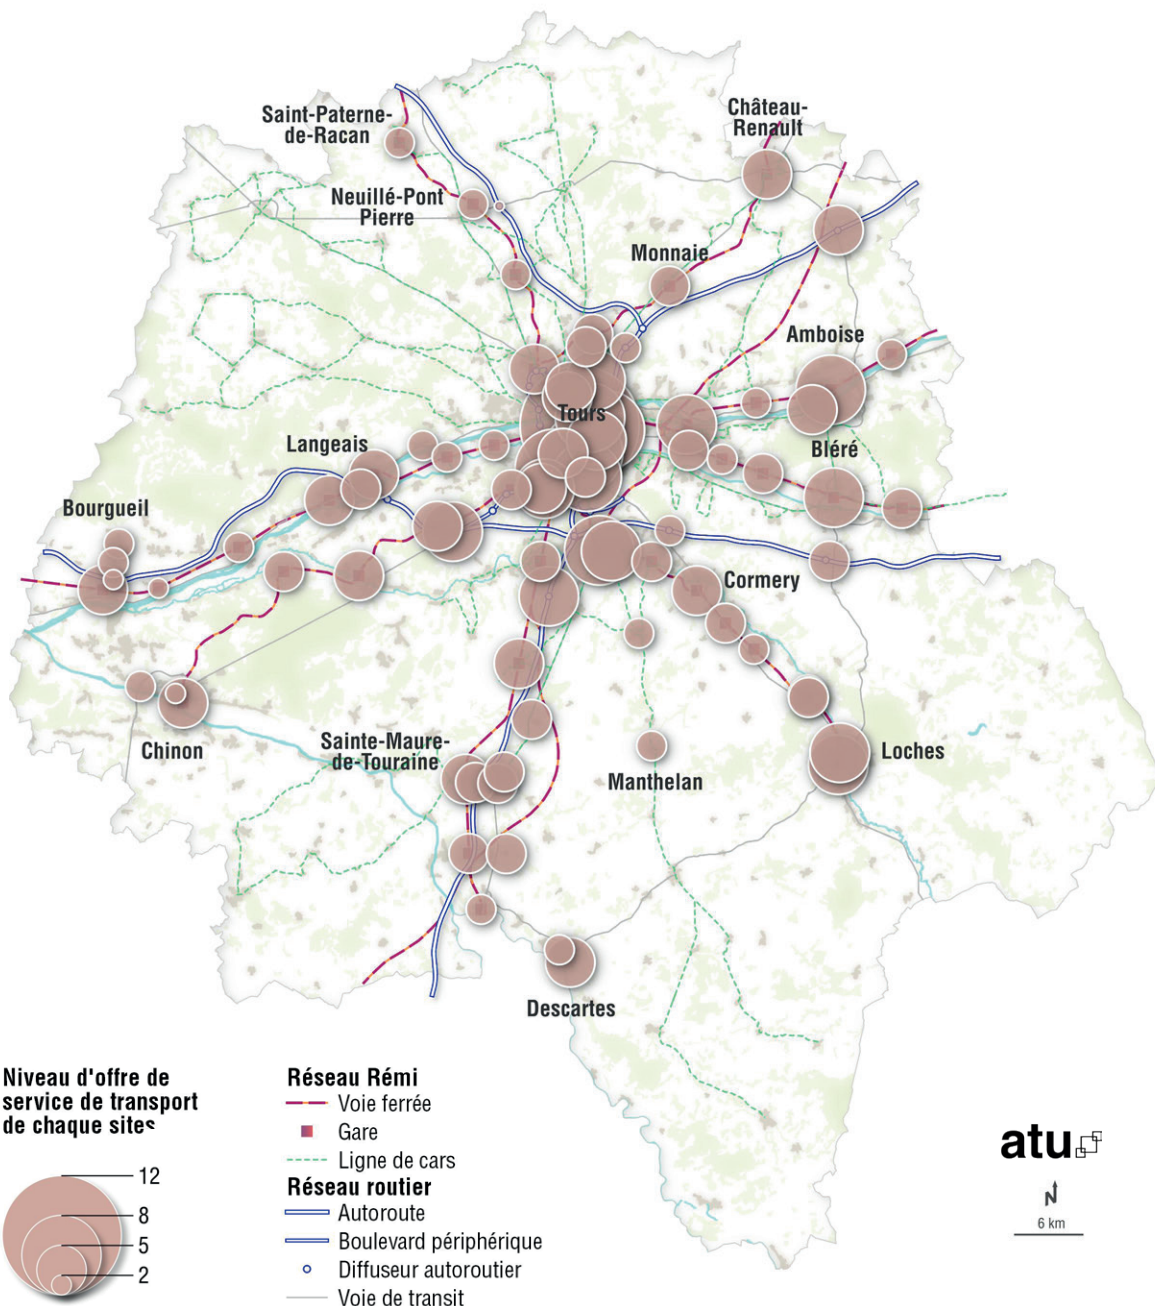 Saint-Paterne-
de-Racan
Château-
Renault
Neuillé-Pont
Pierre
Monnaie
Amboise
Tours
Langeais
Bléré
Bourgueil
Cormery
Chinon
Sainte-Maure-
de-Touraine
Loches
Manthelan
Descartes
Niveau d'offre de
service de transport
de chaque sites
12
8
5
2
Réseau Rémi
Voie ferrée
Gare
Ligne de cars
Réseau routier
Autoroute
Boulevard périphérique
Diffuseur autoroutier
Voie de transit
atu
N
6 km